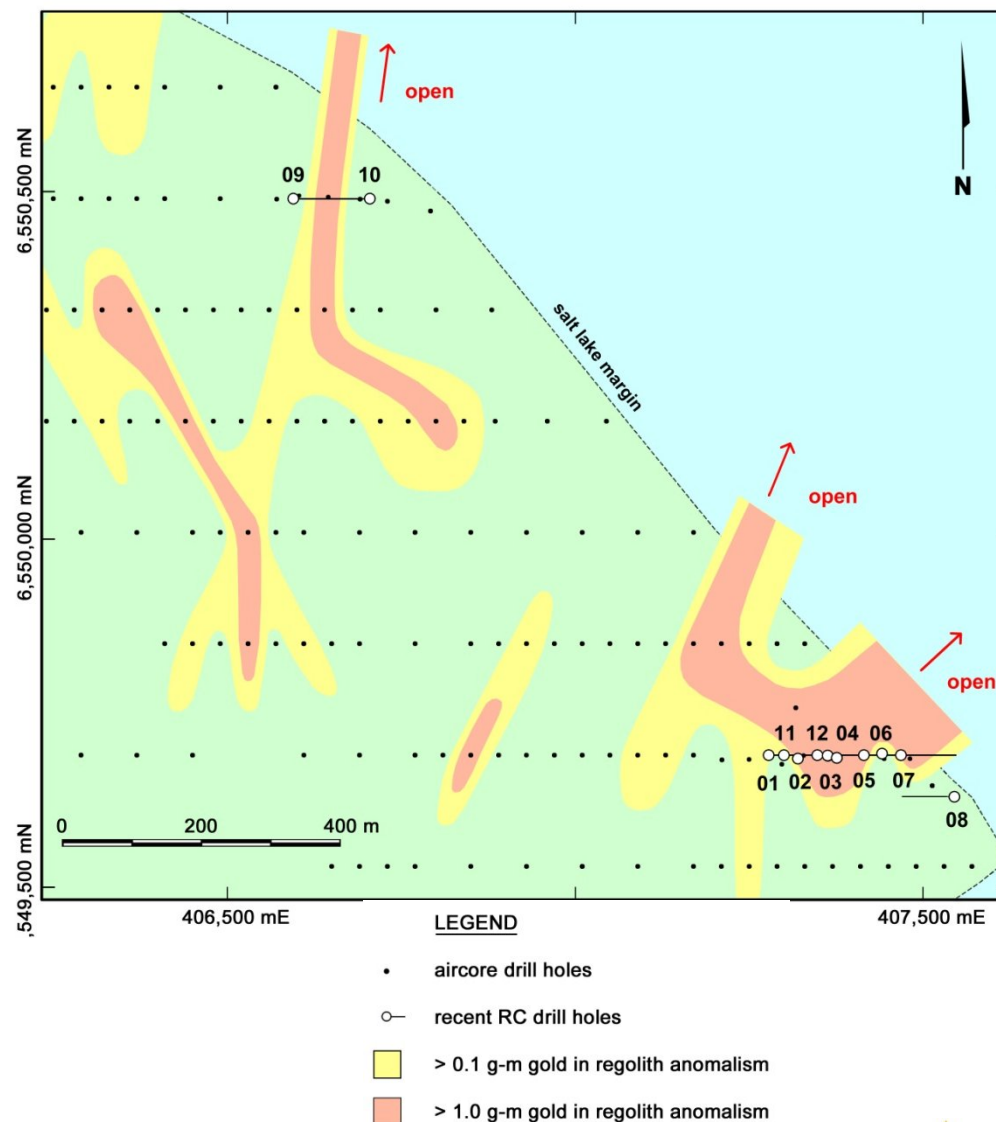 open
N
09 10
6,550,500 mN
salt lake margin
open
6,550,000 mN
open
11 12 04 06
01 02 03 05 07
08
0 200 400 m
,549,500 mN
406,500 mE 407,500 mE
LEGEND
aircore drill holes
recent RC drill holes
> 0.1 g-m gold in regolith anomalism
> 1.0 g-m gold in regolith anomalism